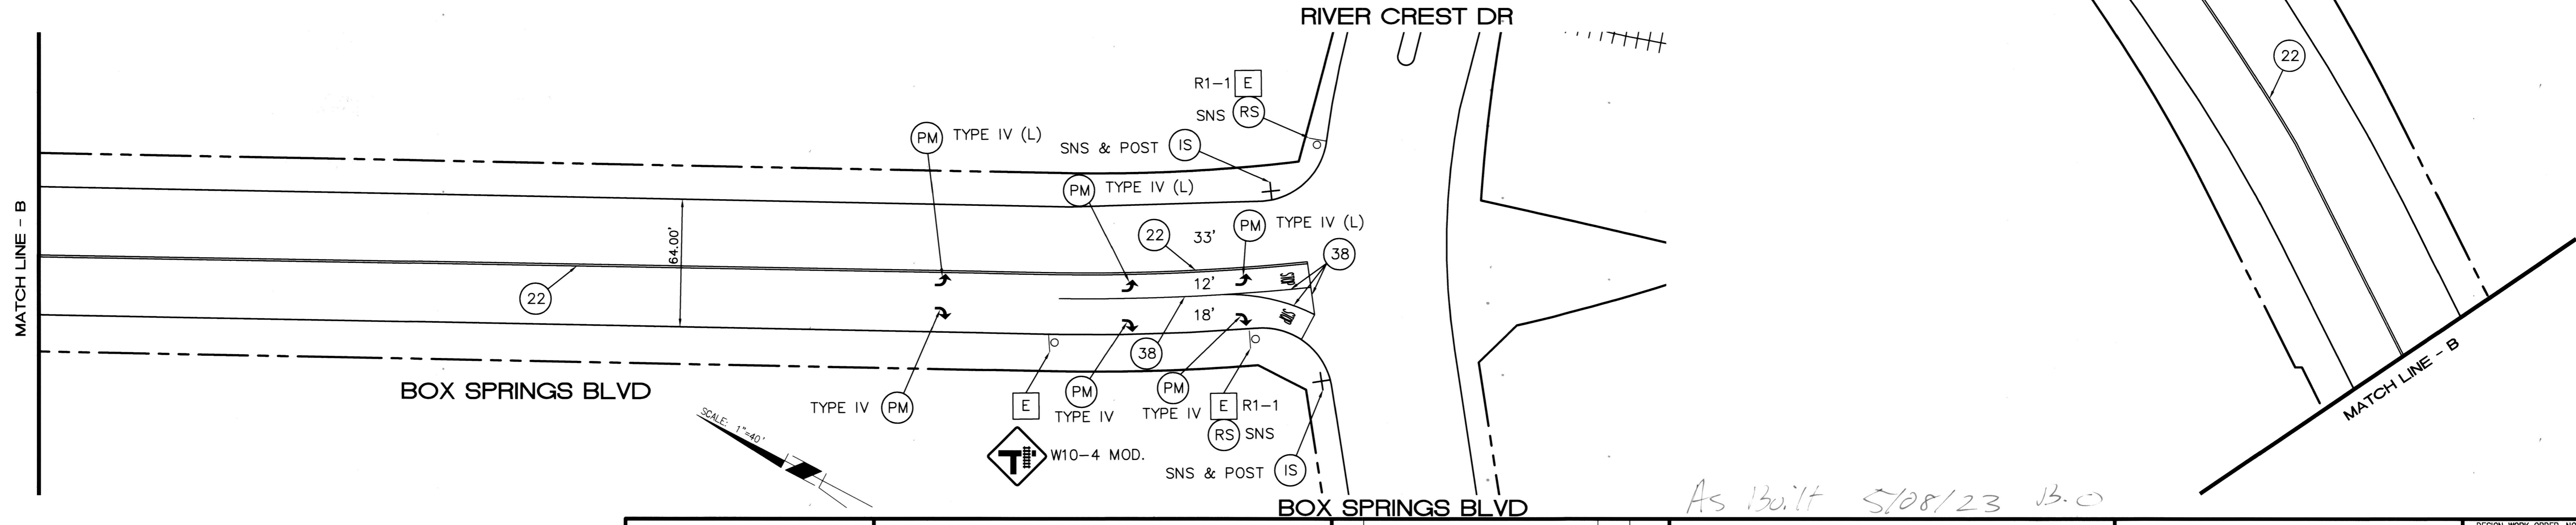 RIVER CREST DR
22
R1-1 E
SNS RS
PM TYPE IV (L)
SNS & POST IS
PM TYPE IV (L)
MATCH LINE - B
64.00'
22 33' PM TYPE IV (L)
38
22
12'
STOP
18'
STOP
38
BOX SPRINGS BLVD
TYPE IV PM
E
PM
TYPE IV
PM
TYPE IV
E R1-1
RS SNS
SCALE: 1"=40'
T W10-4 MOD.
SNS & POST IS
MATCH LINE - B
BOX SPRINGS BLVD
As Built 5/08/23 B.O